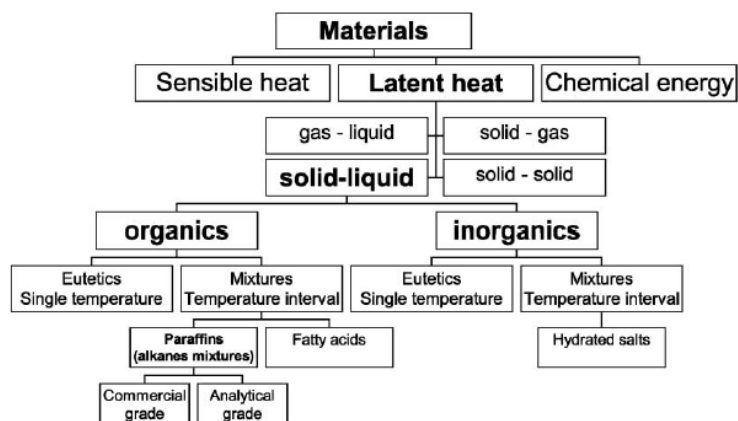 Materials
Sensible heat
Latent heat
Chemical energy
gas - liquid
solid - gas
solid-liquid
solid - solid
organics
inorganics
Eutetics
Single temperature
Mixtures
Temperature interval
Eutetics
Single temperature
Mixtures
Temperature interval
Paraffins
(alkanes mixtures)
Fatty acids
Hydrated salts
Commercial
grade
Analytical
grade